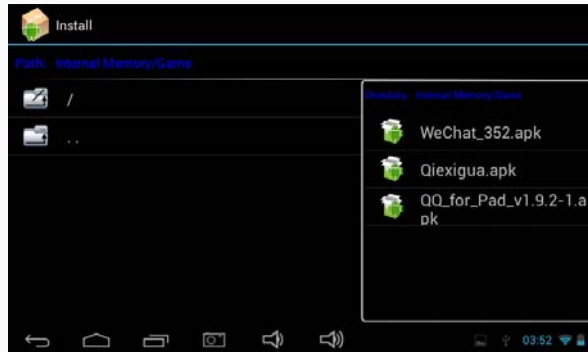 Install
Path: Internal Memory/Game
/
..
Directory: Internal Memory/Game
WeChat_352.apk
Qiexigua.apk
QQ_for_Pad_v1.9.2-1.a
pk
03:52